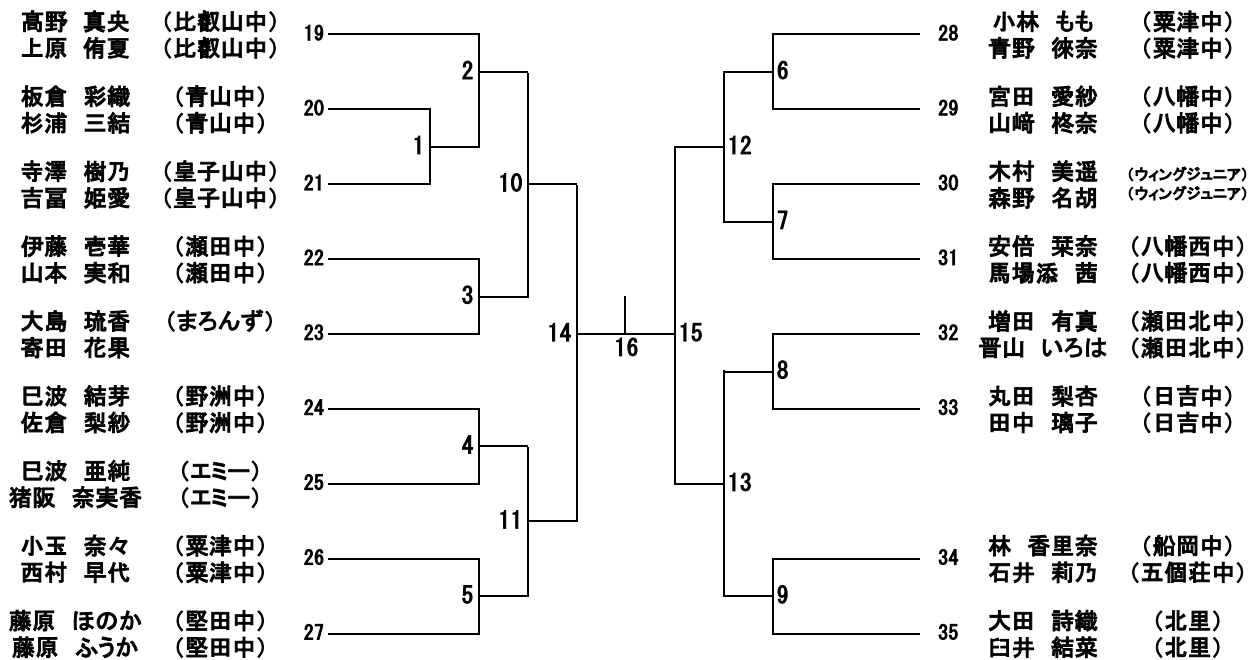 髙野 真央 (比叡山中)
上原 侑夏 (比叡山中)
19
板倉 彩織 (青山中)
杉浦 三結 (青山中)
20
寺澤 樹乃 (皇子山中)
吉冨 姫愛 (皇子山中)
21
伊藤 壱華 (瀬田中)
山本 実和 (瀬田中)
22
大島 琉香 (まろんず)
寄田 花果
23
巳波 結芽 (野洲中)
佐倉 梨紗 (野洲中)
24
巳波 亜純 (エミー)
猪阪 奈実香 (エミー)
25
小玉 奈々 (粟津中)
西村 早代 (粟津中)
26
藤原 ほのか (堅田中)
藤原 ふうか (堅田中)
27
1
2
3
4
5
10
11
14
16
15
12
13
6
7
8
9
28
小林 もも (粟津中)
青野 徠奈 (粟津中)
29
宮田 愛紗 (八幡中)
山﨑 柊奈 (八幡中)
30
木村 美遥 (ウィングジュニア)
森野 名胡 (ウィングジュニア)
31
安倍 栞奈 (八幡西中)
馬場添 茜 (八幡西中)
32
増田 有真 (瀬田北中)
晋山 いろは (瀬田北中)
33
丸田 梨杏 (日吉中)
田中 璃子 (日吉中)
34
林 香里奈 (船岡中)
石井 莉乃 (五個荘中)
35
大田 詩織 (北里)
臼井 結菜 (北里)